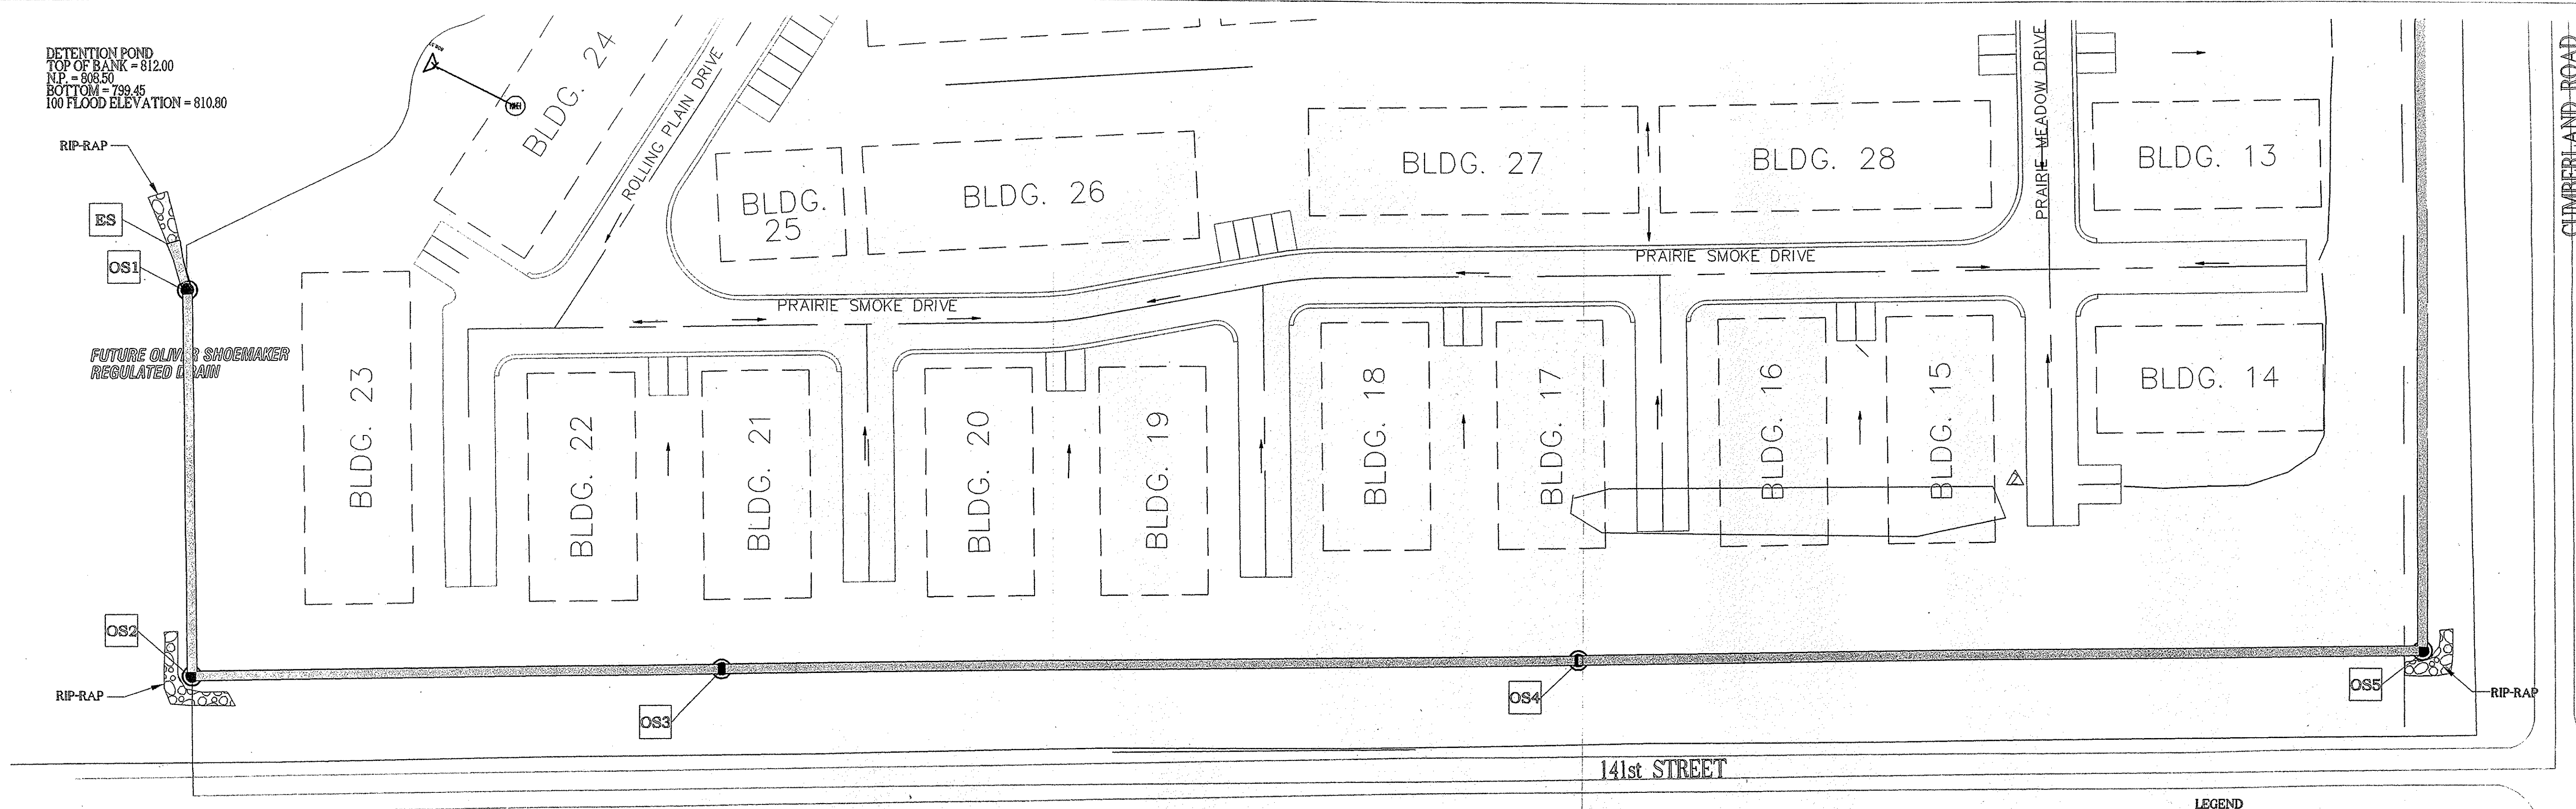 DETENTION POND
TOP OF BANK = 812.00
N.P. = 808.50
BOTTOM = 799.45
100 FLOOD ELEVATION = 810.80
RIP-RAP
ES
OS1
FUTURE OLIVER SHOEMAKER
REGULATED DRAIN
OS2
RIP-RAP
OS3
OS4
OS5
RIP-RAP
BLDG. 24
ROLLING PLAIN DRIVE
BLDG.
25
BLDG. 26
BLDG. 27
BLDG. 28
PRAIRIE MEADOW DRIVE
BLDG. 13
CUMBERLAND ROAD
PRAIRIE SMOKE DRIVE
PRAIRIE SMOKE DRIVE
BLDG. 23
BLDG. 22
BLDG. 21
BLDG. 20
BLDG. 19
BLDG. 18
BLDG. 17
BLDG. 16
BLDG. 15
BLDG. 14
141st STREET
LEGEND